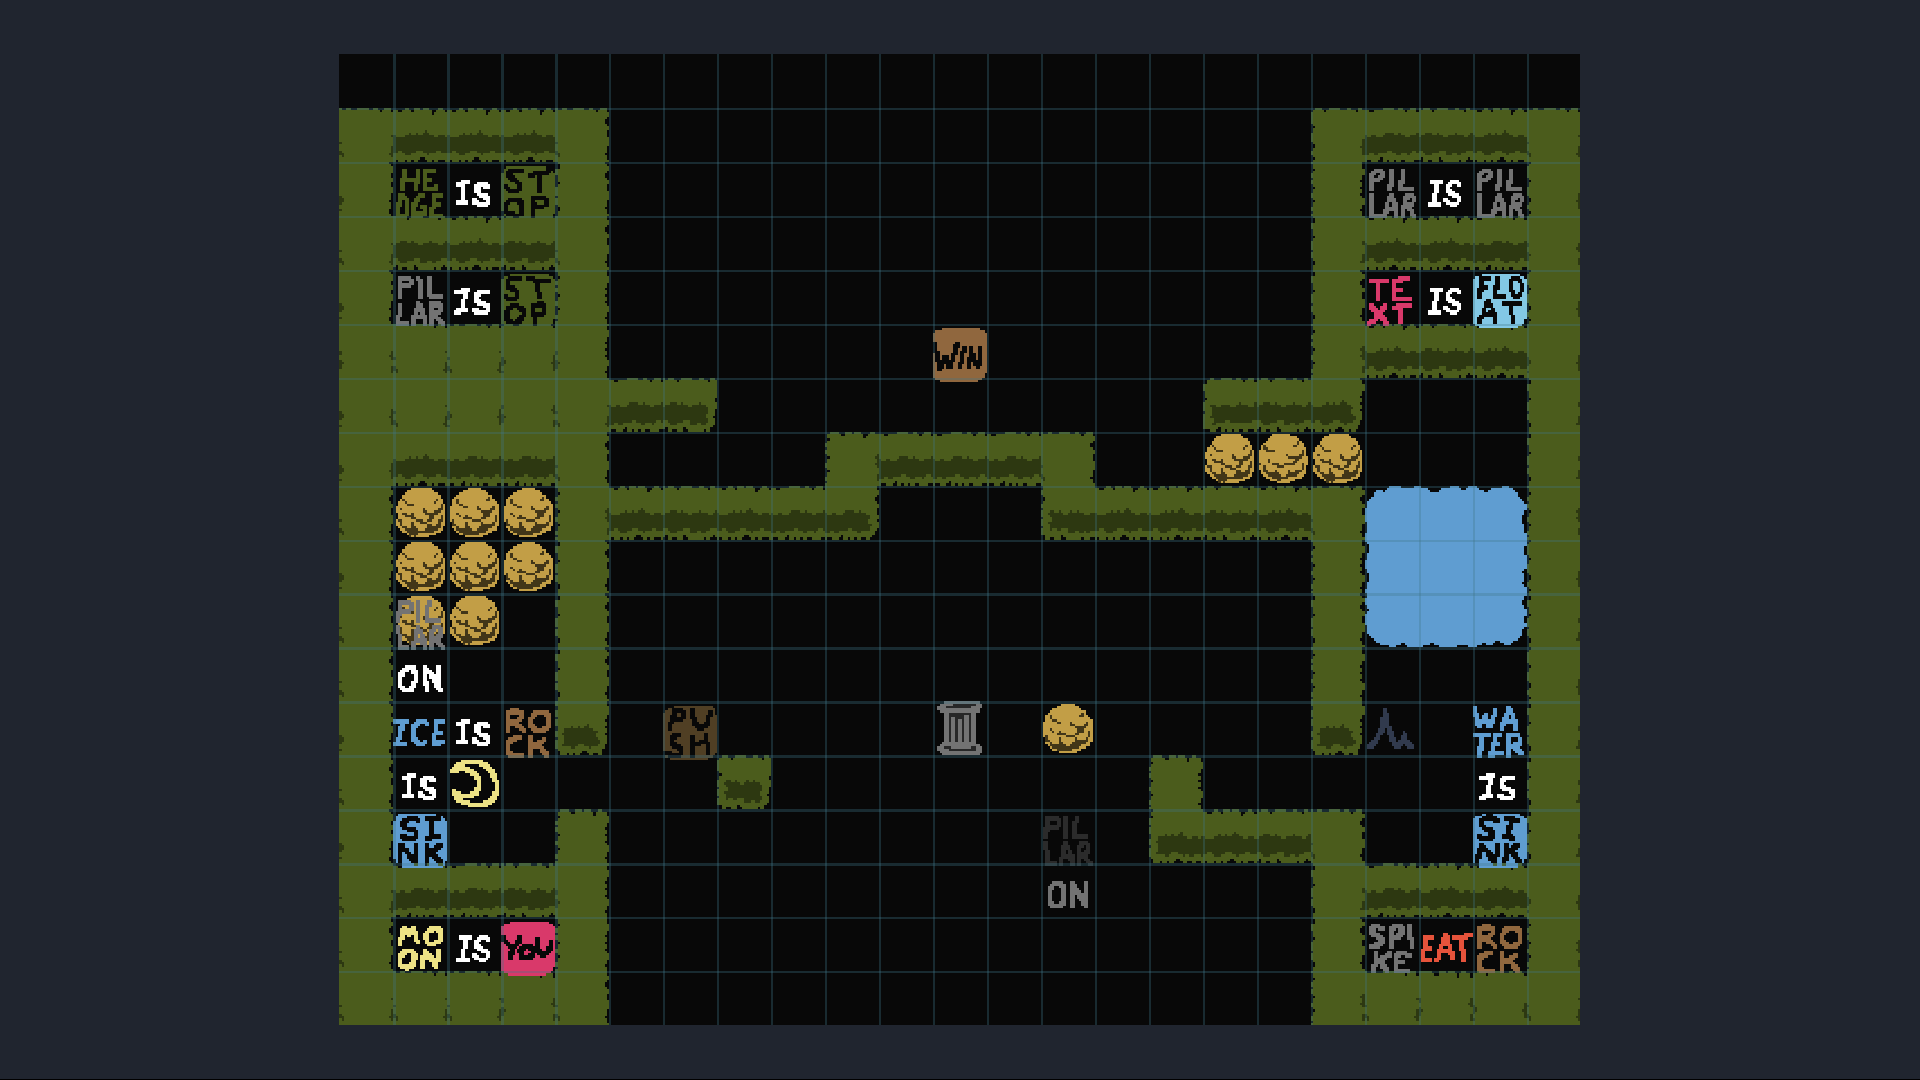 HEDGE IS STOP
PILLAR IS PILLAR
PILLAR IS STOP
TEXT IS FLOAT
WIN
PILLAR
ON
ICE IS ROCK
PUSH
WATER
IS
IS
SINK
PILLAR
SINK
ON
MOON IS YOU
SPIKE EAT ROCK